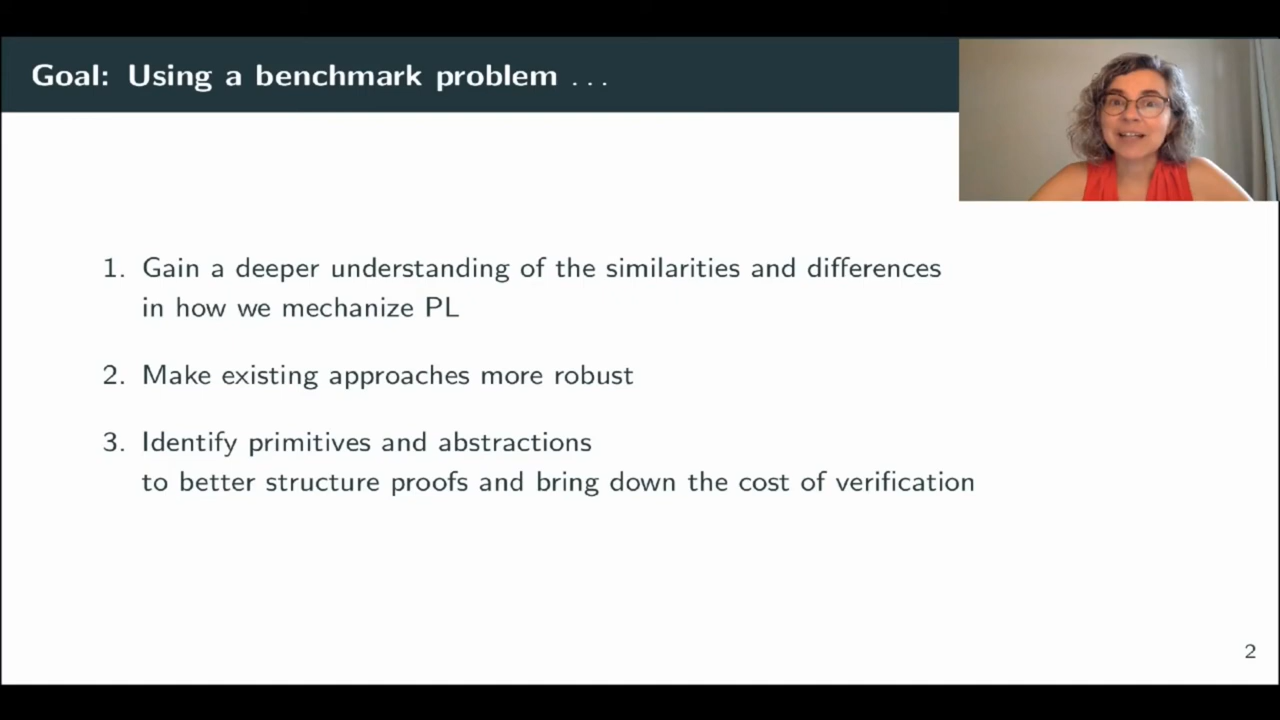 Goal: Using a benchmark problem . . .
1. Gain a deeper understanding of the similarities and differences
in how we mechanize PL
2. Make existing approaches more robust
3. Identify primitives and abstractions
to better structure proofs and bring down the cost of verification
2